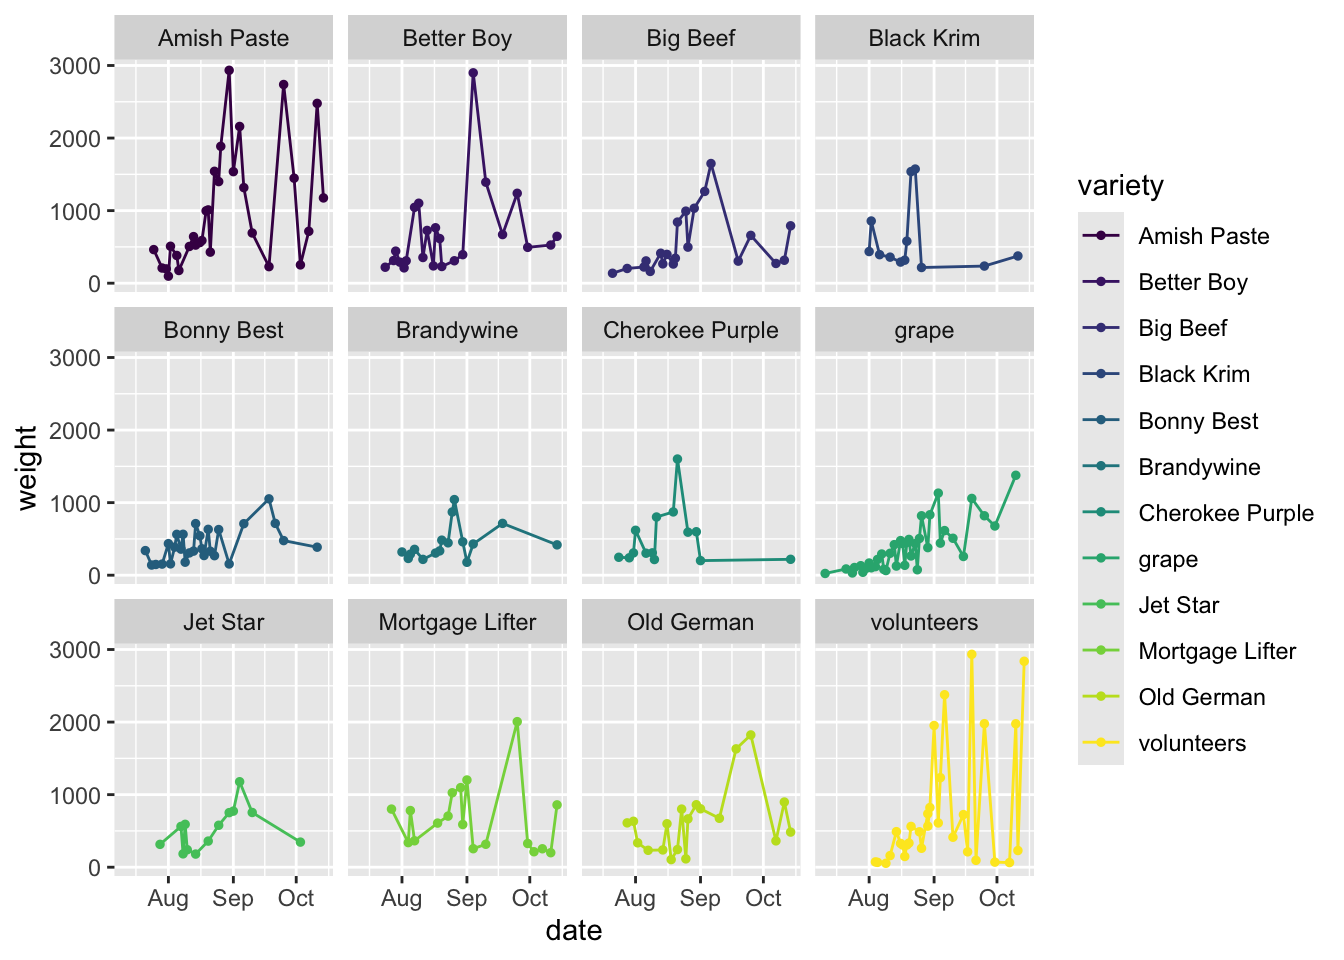 Amish Paste
Better Boy
Big Beef
Black Krim
3000
2000
1000
0
Bonny Best
Brandywine
Cherokee Purple
grape
3000
2000
1000
0
Jet Star
Mortgage Lifter
Old German
volunteers
3000
2000
1000
0
Aug Sep Oct
Aug Sep Oct
Aug Sep Oct
Aug Sep Oct
date
weight
variety
Amish Paste
Better Boy
Big Beef
Black Krim
Bonny Best
Brandywine
Cherokee Purple
grape
Jet Star
Mortgage Lifter
Old German
volunteers